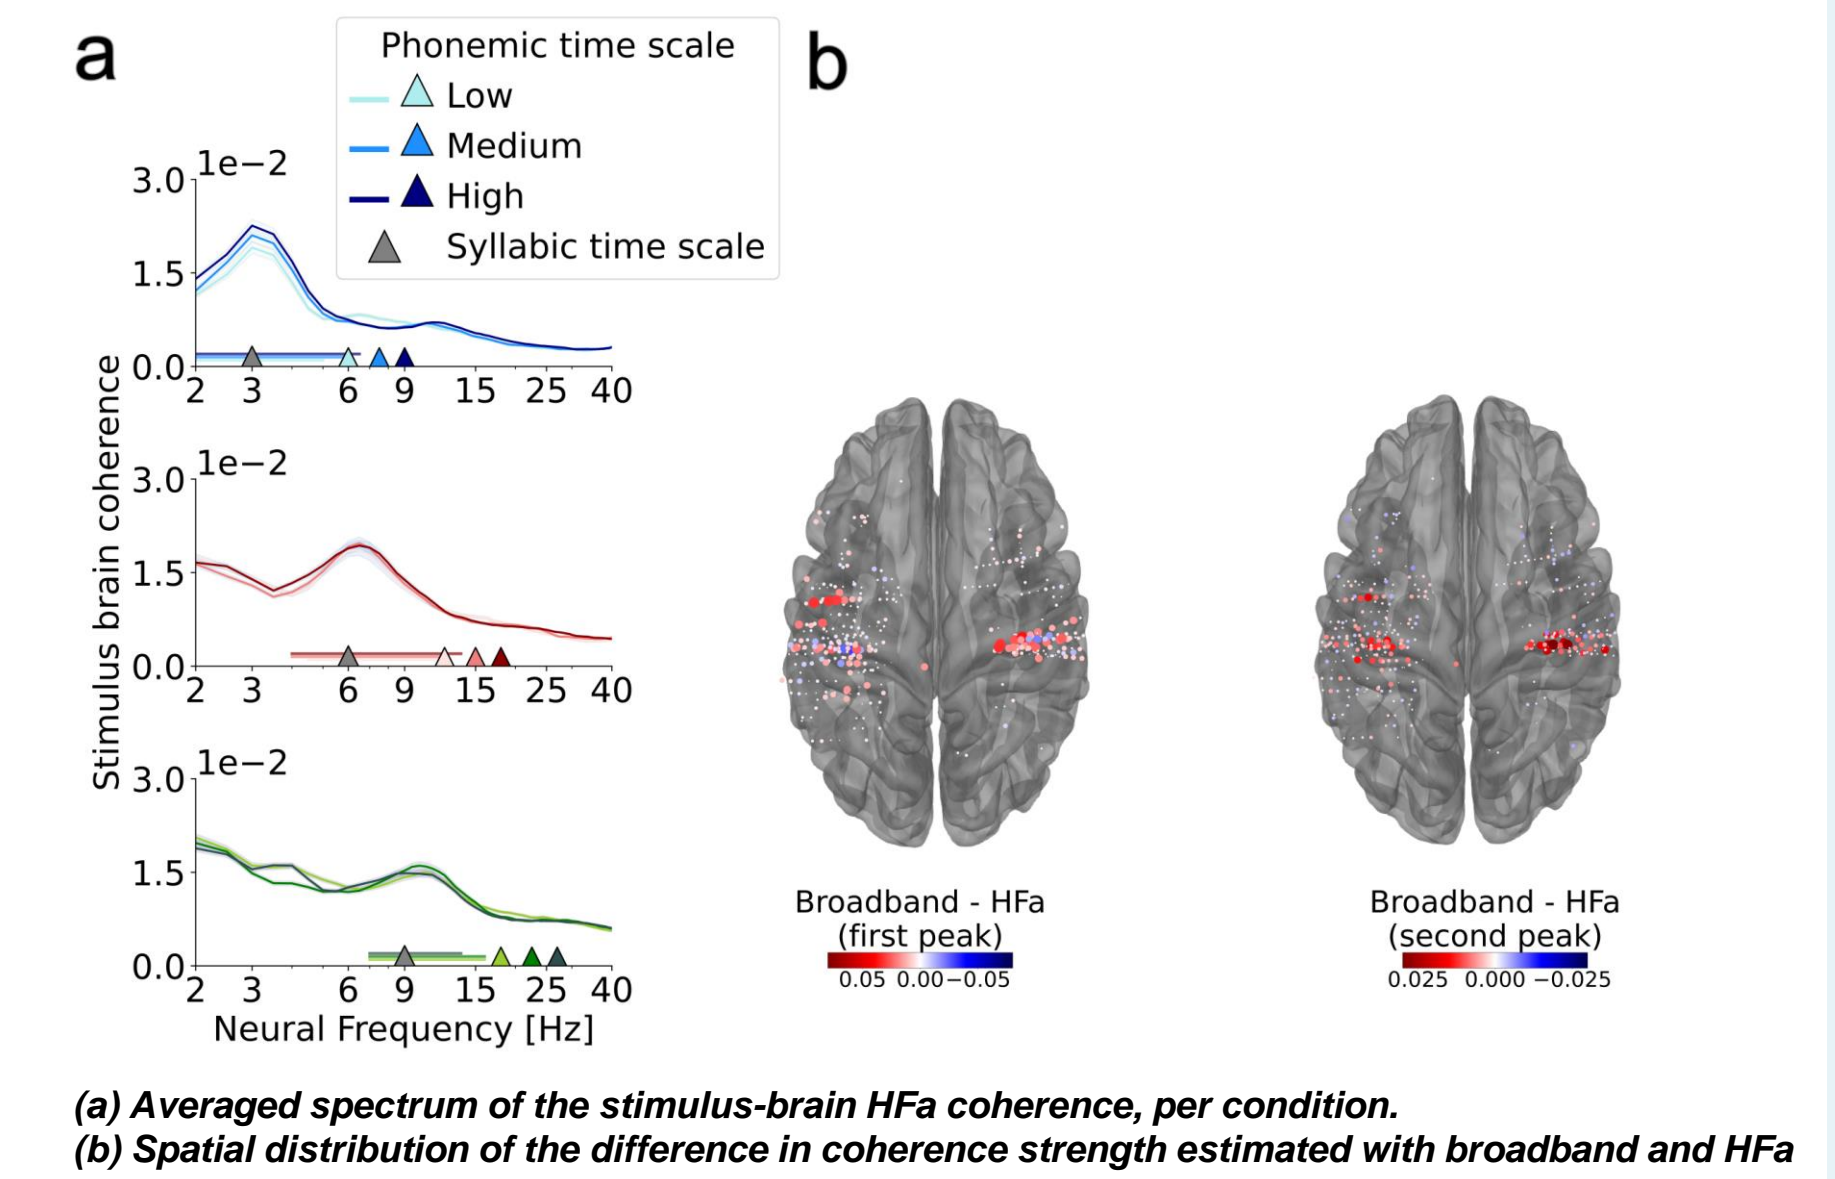 a
Phonemic time scale
Low
Medium
High
Syllabic time scale
Stimulus brain coherence
1e−2
3.0
1.5
0.0
2 3 6 9 15 25 40
1e−2
3.0
1.5
0.0
2 3 6 9 15 25 40
1e−2
3.0
1.5
0.0
2 3 6 9 15 25 40
Neural Frequency [Hz]
b
Broadband - HFa
(first peak)
0.05 0.00 −0.05
Broadband - HFa
(second peak)
0.025 0.000 −0.025
(a) Averaged spectrum of the stimulus-brain HFa coherence, per condition.
(b) Spatial distribution of the difference in coherence strength estimated with broadband and HFa